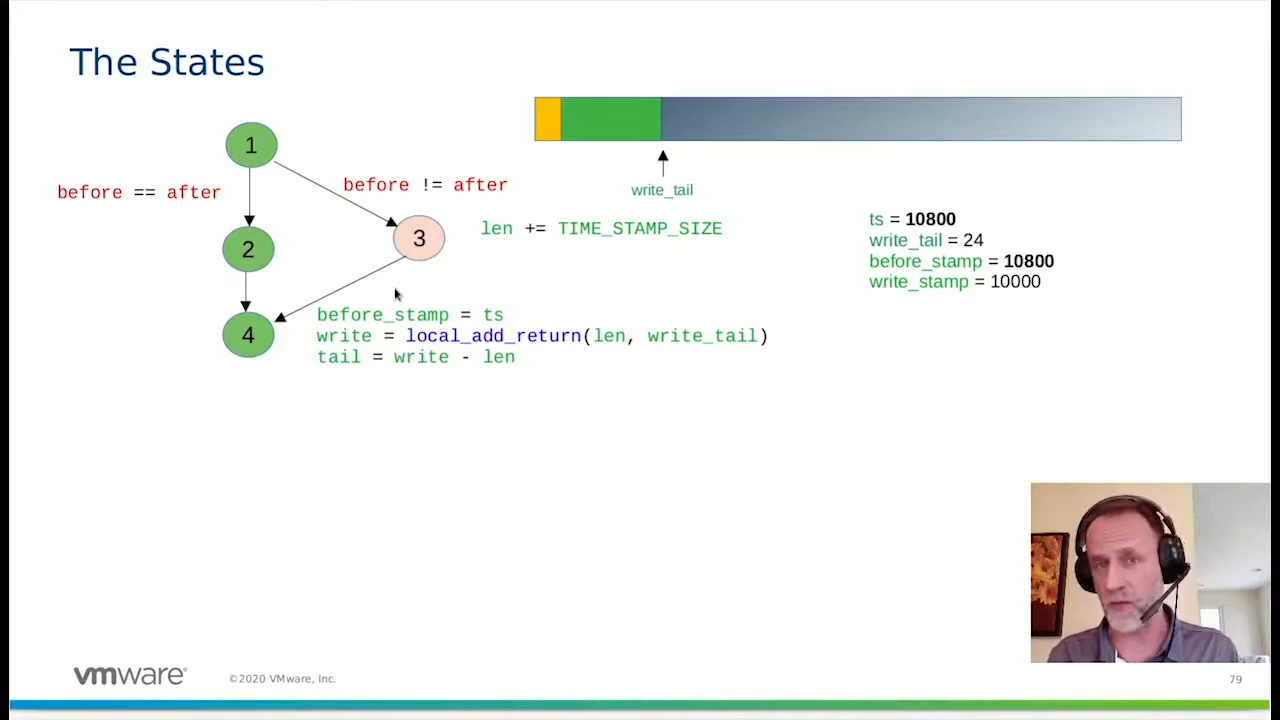 The States
1
before == after
before != after
write_tail
2
3
len += TIME_STAMP_SIZE
ts = 10800
write_tail = 24
before_stamp = 10800
write_stamp = 10000
4
before_stamp = ts
write = local_add_return(len, write_tail)
tail = write - len
vmware®
©2020 VMware, Inc.
79